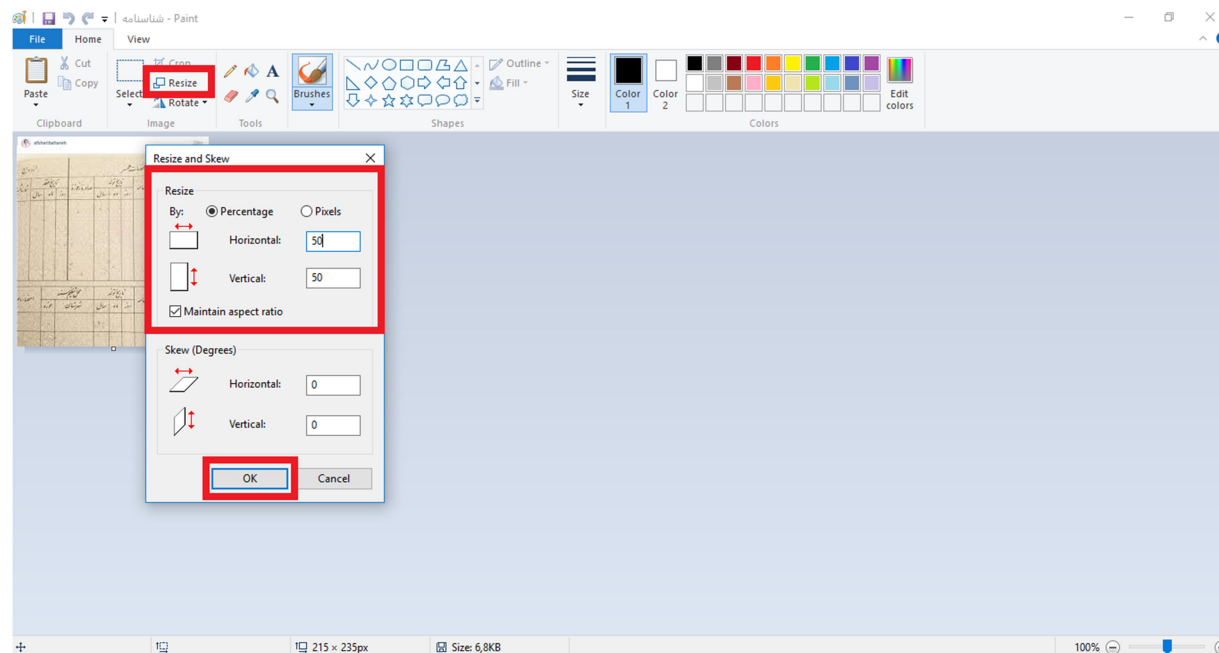 شناسنامه - Paint
File Home View
Paste
Cut
Copy
Clipboard
Select
Crop
Resize
Rotate
Image
Tools
Brushes
Shapes
Outline
Fill
Size
Color 1
Color 2
Colors
Edit colors
Resize and Skew
Resize
By: Percentage Pixels
Horizontal: 50
Vertical: 50
Maintain aspect ratio
Skew (Degrees)
Horizontal: 0
Vertical: 0
OK Cancel
215 × 235px Size: 6,8KB 100%